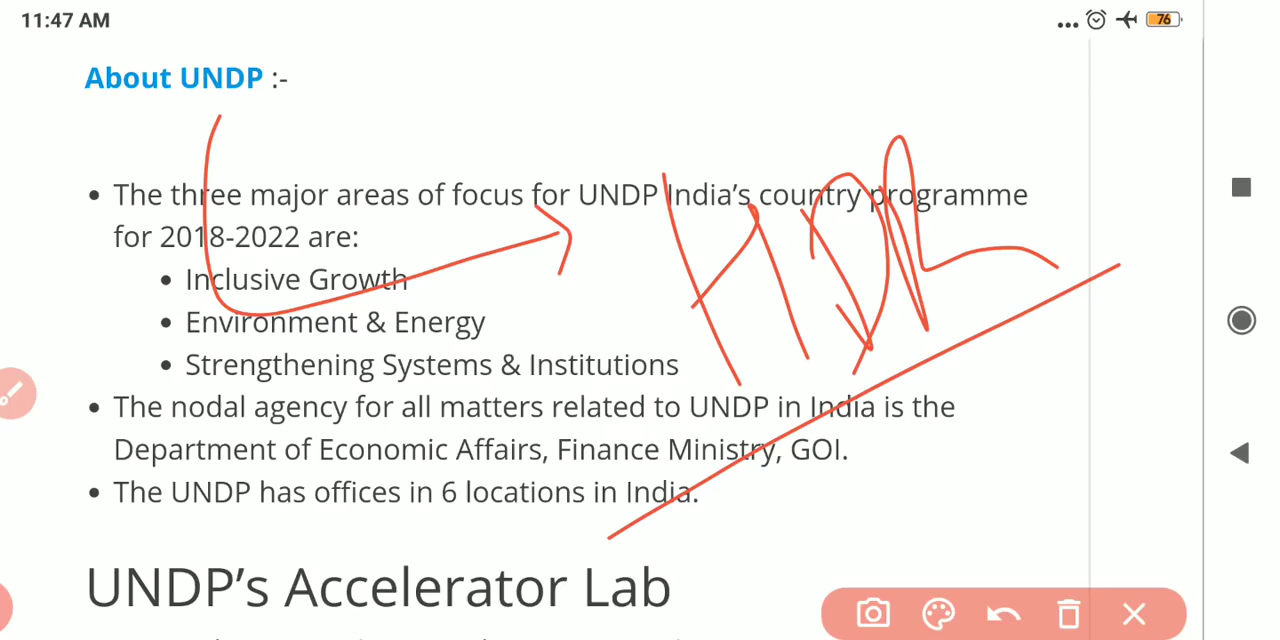 11:47 AM
76
About UNDP :-
• The three major areas of focus for UNDP India's country programme
for 2018-2022 are:
• Inclusive Growth
• Environment & Energy
• Strengthening Systems & Institutions
HDR
• The nodal agency for all matters related to UNDP in India is the
Department of Economic Affairs, Finance Ministry, GOI.
• The UNDP has offices in 6 locations in India.
UNDP's Accelerator Lab